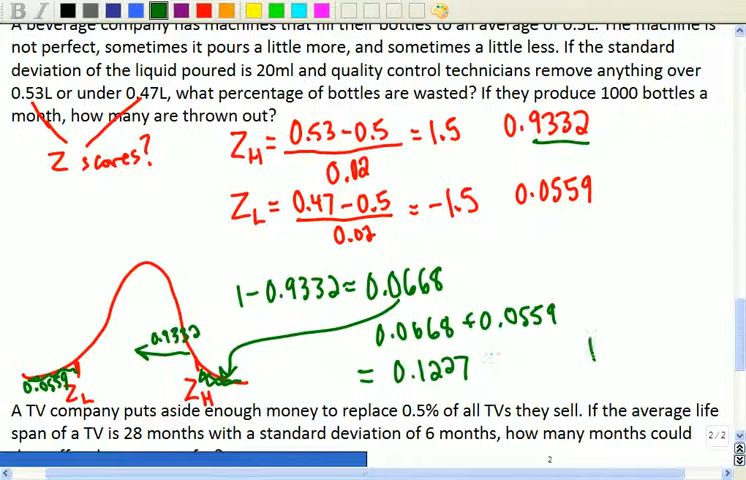 B I
A beverage company has machines that fill their bottles to an average of 0.5L. The machine is
not perfect, sometimes it pours a little more, and sometimes a little less. If the standard
deviation of the liquid poured is 20ml and quality control technicians remove anything over
0.53L or under 0.47L, what percentage of bottles are wasted? If they produce 1000 bottles a
month, how many are thrown out?
Z scores?
Z_H = 0.53-0.5 / 0.02 = 1.5 0.9332
Z_L = 0.47-0.5 / 0.02 = -1.5 0.0559
1-0.9332=0.0668
0.0668+0.0559
= 0.1227
0.9332
0.0559
Z_L
Z_H
A TV company puts aside enough money to replace 0.5% of all TVs they sell. If the average life
span of a TV is 28 months with a standard deviation of 6 months, how many months could
2/2
2